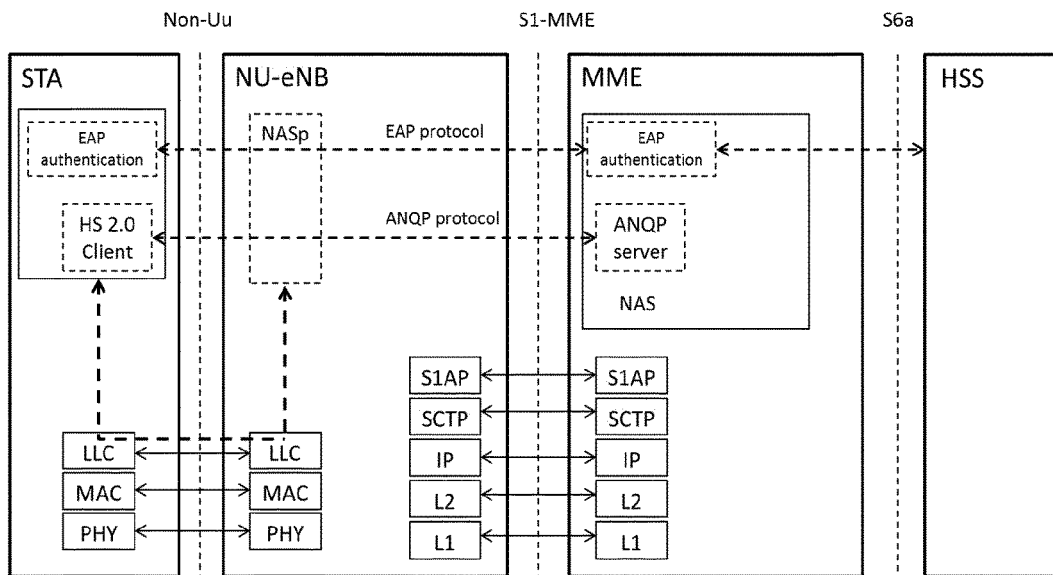 Non-Uu
S1-MME
S6a
STA
NU-eNB
MME
HSS
EAP
authentication
NASp
EAP protocol
EAP
authentication
HS 2.0
Client
ANQP protocol
ANQP
server
NAS
S1AP
S1AP
SCTP
SCTP
LLC
LLC
IP
IP
MAC
MAC
L2
L2
PHY
PHY
L1
L1